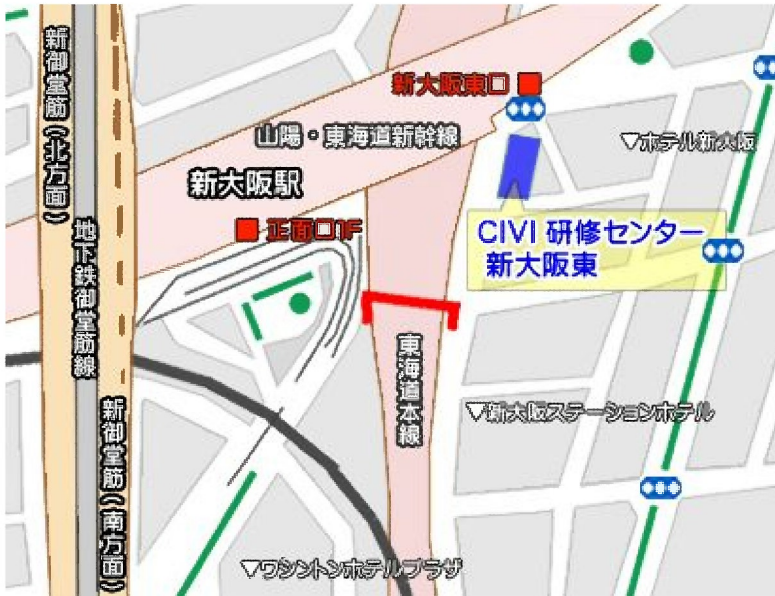 新御堂筋(北方面)
新大阪東口
山陽・東海道新幹線
▼ホテル新大阪
新大阪駅
正面口1F
CIVI 研修センター
新大阪東
地下鉄御堂筋線
東海道本線
新御堂筋(南方面)
▼新大阪ステーションホテル
▼ワシントンホテルプラザ